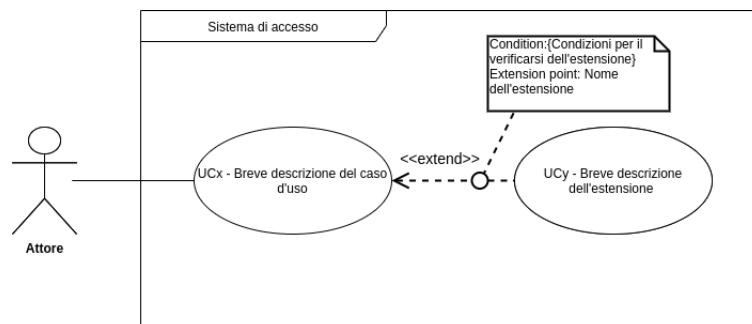 Sistema di accesso
Condition:{Condizioni per il
verificarsi dell'estensione}
Extension point: Nome
dell'estensione
<<extend>>
UCx - Breve descrizione del caso
d'uso
UCy - Breve descrizione
dell'estensione
Attore